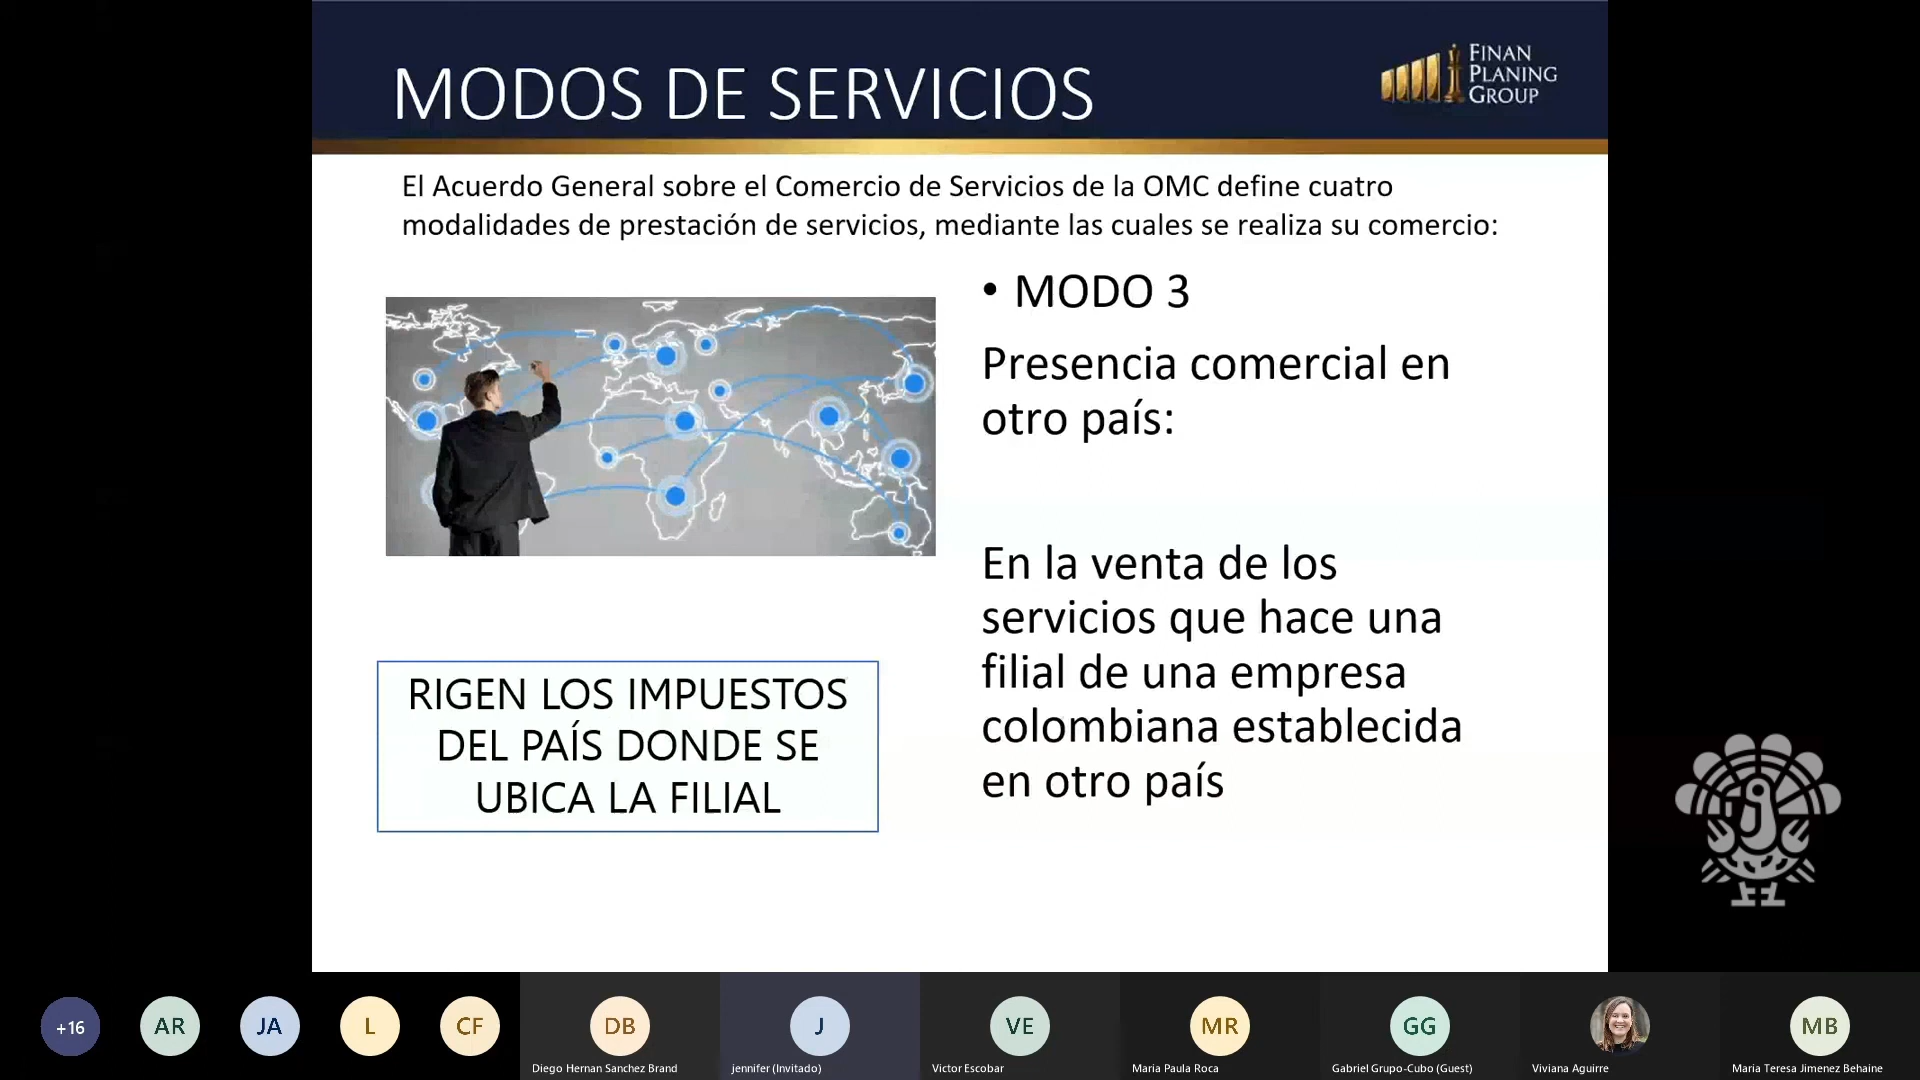 MODOS DE SERVICIOS
FINAN
PLANING
GROUP
El Acuerdo General sobre el Comercio de Servicios de la OMC define cuatro
modalidades de prestación de servicios, mediante las cuales se realiza su comercio:
• MODO 3
Presencia comercial en
otro país:
En la venta de los
servicios que hace una
filial de una empresa
colombiana establecida
en otro país
RIGEN LOS IMPUESTOS
DEL PAÍS DONDE SE
UBICA LA FILIAL
+16
AR
JA
L
CF
DB
J
VE
MR
GG
MB
Diego Hernan Sanchez Brand
jennifer (Invitado)
Victor Escobar
Maria Paula Roca
Gabriel Grupo-Cubo (Guest)
Viviana Aguirre
Maria Teresa Jimenez Behaine